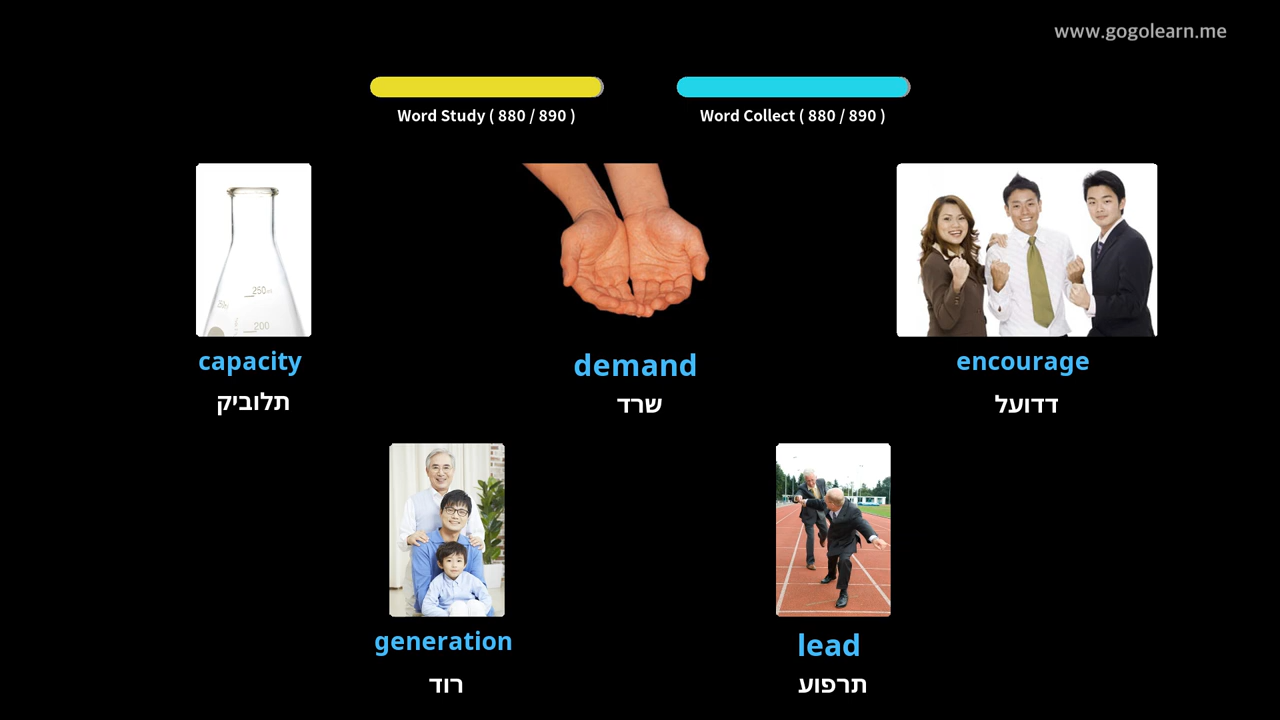 www.gogolearn.me
Word Study ( 880 / 890 )
Word Collect ( 880 / 890 )
capacity
תלוביק
demand
שרד
encourage
דדועל
generation
רוד
lead
תרפוע